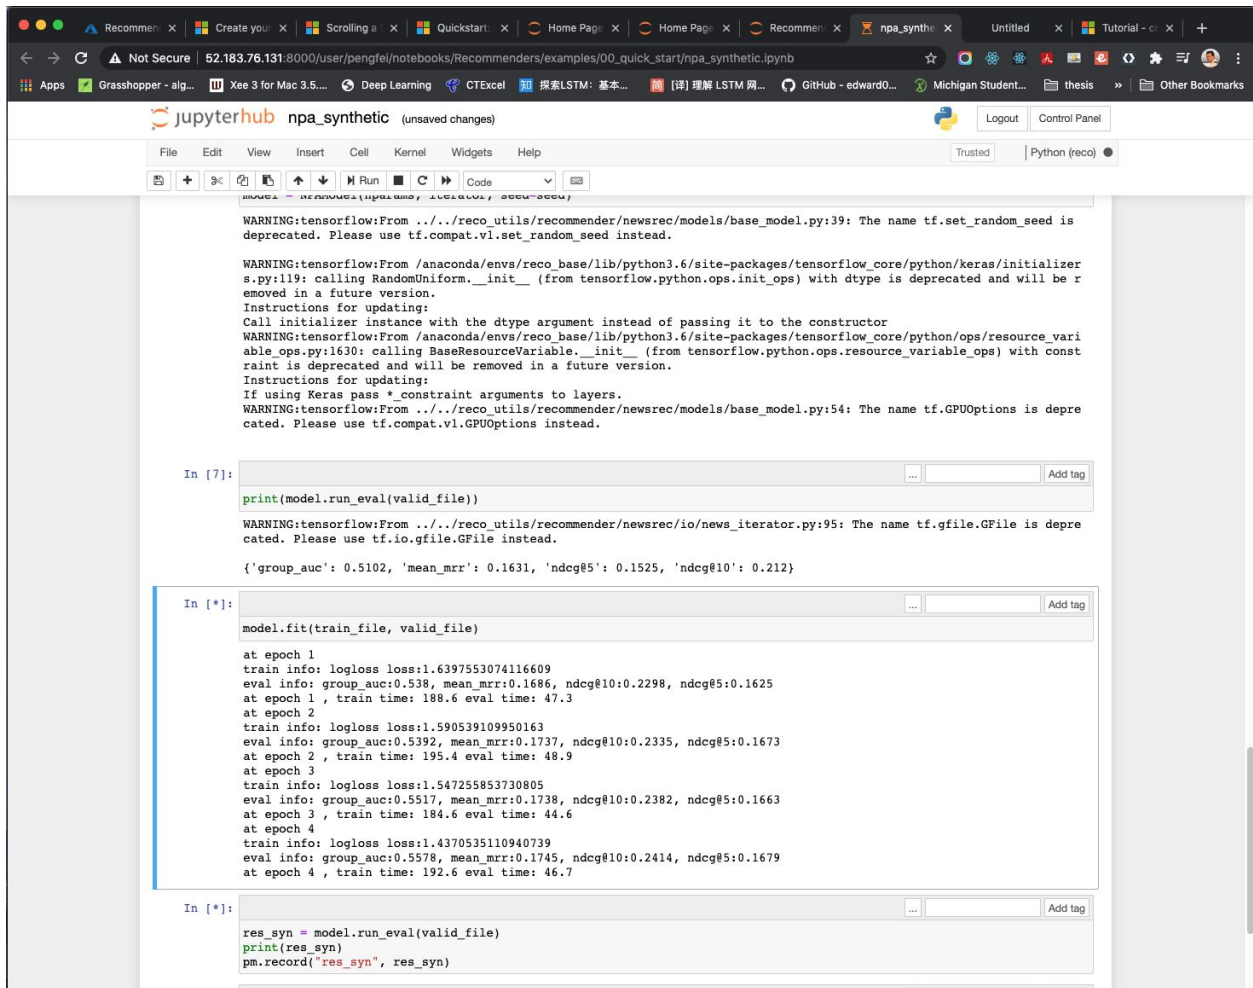 Recommen
Create your
Scrolling a
Quickstart:
Home Page
Home Page
Recommen
npa_synthe
Untitled
Tutorial - cr
Not Secure | 52.183.76.131:8000/user/pengfei/notebooks/Recommenders/examples/00_quick_start/npa_synthetic.ipynb
Apps
Grasshopper - alg...
Xee 3 for Mac 3.5....
Deep Learning
CTExcel
探索LSTM：基本...
[译] 理解 LSTM 网...
GitHub - edward0...
Michigan Student...
thesis
»
Other Bookmarks
jupyterhub npa_synthetic (unsaved changes)
Logout
Control Panel
File Edit View Insert Cell Kernel Widgets Help
Trusted
Python (reco)
Run
Code
model = NPAModel(hparams, iterator, seed=seed)
WARNING:tensorflow:From ../../reco_utils/recommender/newsrec/models/base_model.py:39: The name tf.set_random_seed is
deprecated. Please use tf.compat.v1.set_random_seed instead.
WARNING:tensorflow:From /anaconda/envs/reco_base/lib/python3.6/site-packages/tensorflow_core/python/keras/initializer
s.py:119: calling RandomUniform.__init__ (from tensorflow.python.ops.init_ops) with dtype is deprecated and will be r
emoved in a future version.
Instructions for updating:
Call initializer instance with the dtype argument instead of passing it to the constructor
WARNING:tensorflow:From /anaconda/envs/reco_base/lib/python3.6/site-packages/tensorflow_core/python/ops/resource_vari
able_ops.py:1630: calling BaseResourceVariable.__init__ (from tensorflow.python.ops.resource_variable_ops) with const
raint is deprecated and will be removed in a future version.
Instructions for updating:
If using Keras pass *_constraint arguments to layers.
WARNING:tensorflow:From ../../reco_utils/recommender/newsrec/models/base_model.py:54: The name tf.GPUOptions is depre
cated. Please use tf.compat.v1.GPUOptions instead.
In [7]:
... Add tag
print(model.run_eval(valid_file))
WARNING:tensorflow:From ../../reco_utils/recommender/newsrec/io/news_iterator.py:95: The name tf.gfile.GFile is depre
cated. Please use tf.io.gfile.GFile instead.
{'group_auc': 0.5102, 'mean_mrr': 0.1631, 'ndcg@5': 0.1525, 'ndcg@10': 0.212}
In [*]:
... Add tag
model.fit(train_file, valid_file)
at epoch 1
train info: logloss loss:1.6397553074116609
eval info: group_auc:0.538, mean_mrr:0.1686, ndcg@10:0.2298, ndcg@5:0.1625
at epoch 1 , train time: 188.6 eval time: 47.3
at epoch 2
train info: logloss loss:1.590539109950163
eval info: group_auc:0.5392, mean_mrr:0.1737, ndcg@10:0.2335, ndcg@5:0.1673
at epoch 2 , train time: 195.4 eval time: 48.9
at epoch 3
train info: logloss loss:1.547255853730805
eval info: group_auc:0.5517, mean_mrr:0.1738, ndcg@10:0.2382, ndcg@5:0.1663
at epoch 3 , train time: 184.6 eval time: 44.6
at epoch 4
train info: logloss loss:1.4370535110940739
eval info: group_auc:0.5578, mean_mrr:0.1745, ndcg@10:0.2414, ndcg@5:0.1679
at epoch 4 , train time: 192.6 eval time: 46.7
In [*]:
... Add tag
res_syn = model.run_eval(valid_file)
print(res_syn)
pm.record("res_syn", res_syn)